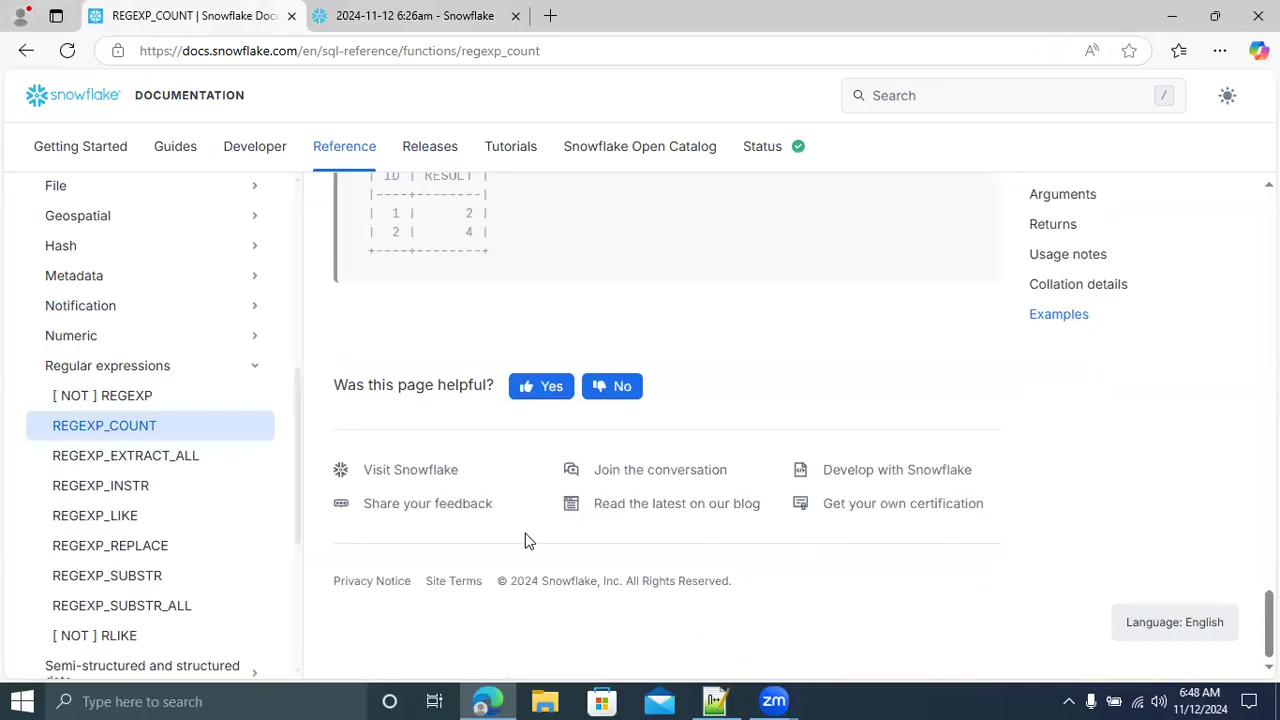 REGEXP_COUNT | Snowflake Doc
2024-11-12 6:26am - Snowflake
https://docs.snowflake.com/en/sql-reference/functions/regexp_count
snowflake DOCUMENTATION
Search /
Getting Started Guides Developer Reference Releases Tutorials Snowflake Open Catalog Status
File
Geospatial
Hash
Metadata
Notification
Numeric
Regular expressions
[ NOT ] REGEXP
REGEXP_COUNT
REGEXP_EXTRACT_ALL
REGEXP_INSTR
REGEXP_LIKE
REGEXP_REPLACE
REGEXP_SUBSTR
REGEXP_SUBSTR_ALL
[ NOT ] RLIKE
Semi-structured and structured
| ID | RESULT |
|----+--------|
| 1 | 2 |
| 2 | 4 |
+----+--------+
Was this page helpful? Yes No
Visit Snowflake Join the conversation Develop with Snowflake
Share your feedback Read the latest on our blog Get your own certification
Privacy Notice Site Terms © 2024 Snowflake, Inc. All Rights Reserved.
Arguments
Returns
Usage notes
Collation details
Examples
Language: English
Type here to search
zm
6:48 AM
11/12/2024